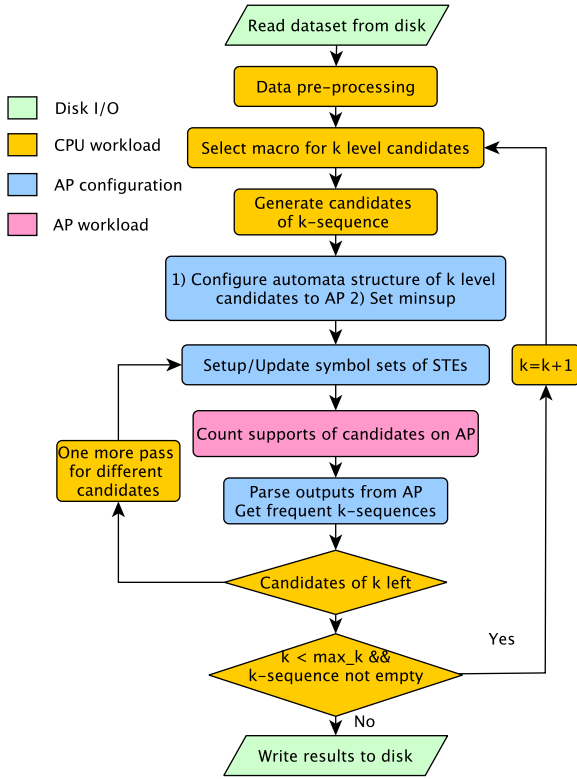 Read dataset from disk
Data pre-processing
Select macro for k level candidates
Generate candidates
of k-sequence
1) Configure automata structure of k level
candidates to AP 2) Set minsup
Setup/Update symbol sets of STEs
Count supports of candidates on AP
Parse outputs from AP
Get frequent k-sequences
Candidates of k left
k < max_k &&
k-sequence not empty
Write results to disk
One more pass
for different
candidates
k=k+1
Yes
No
Disk I/O
CPU workload
AP configuration
AP workload